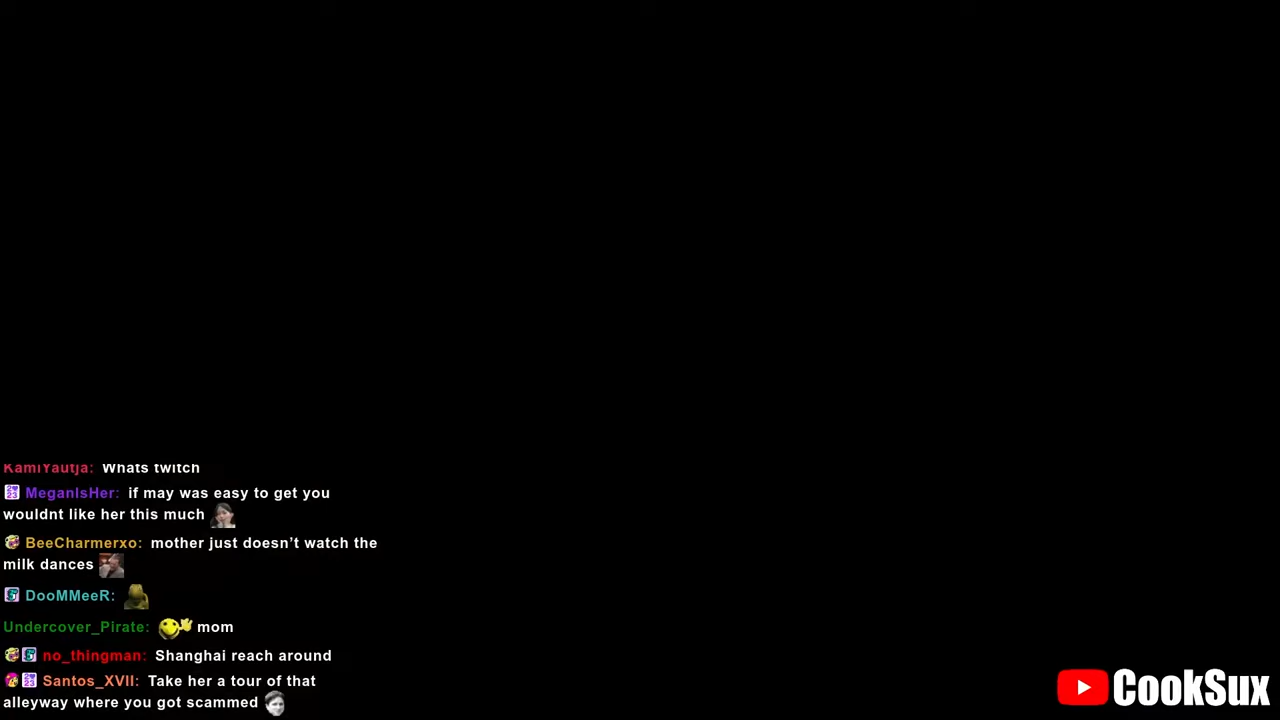 KamiYautja: Whats twitch
MeganIsHer: if may was easy to get you
wouldnt like her this much
BeeCharmerxo: mother just doesn’t watch the
milk dances
DooMMeeR:
Undercover_Pirate: mom
no_thingman: Shanghai reach around
Santos_XVII: Take her a tour of that
alleyway where you got scammed
CookSux